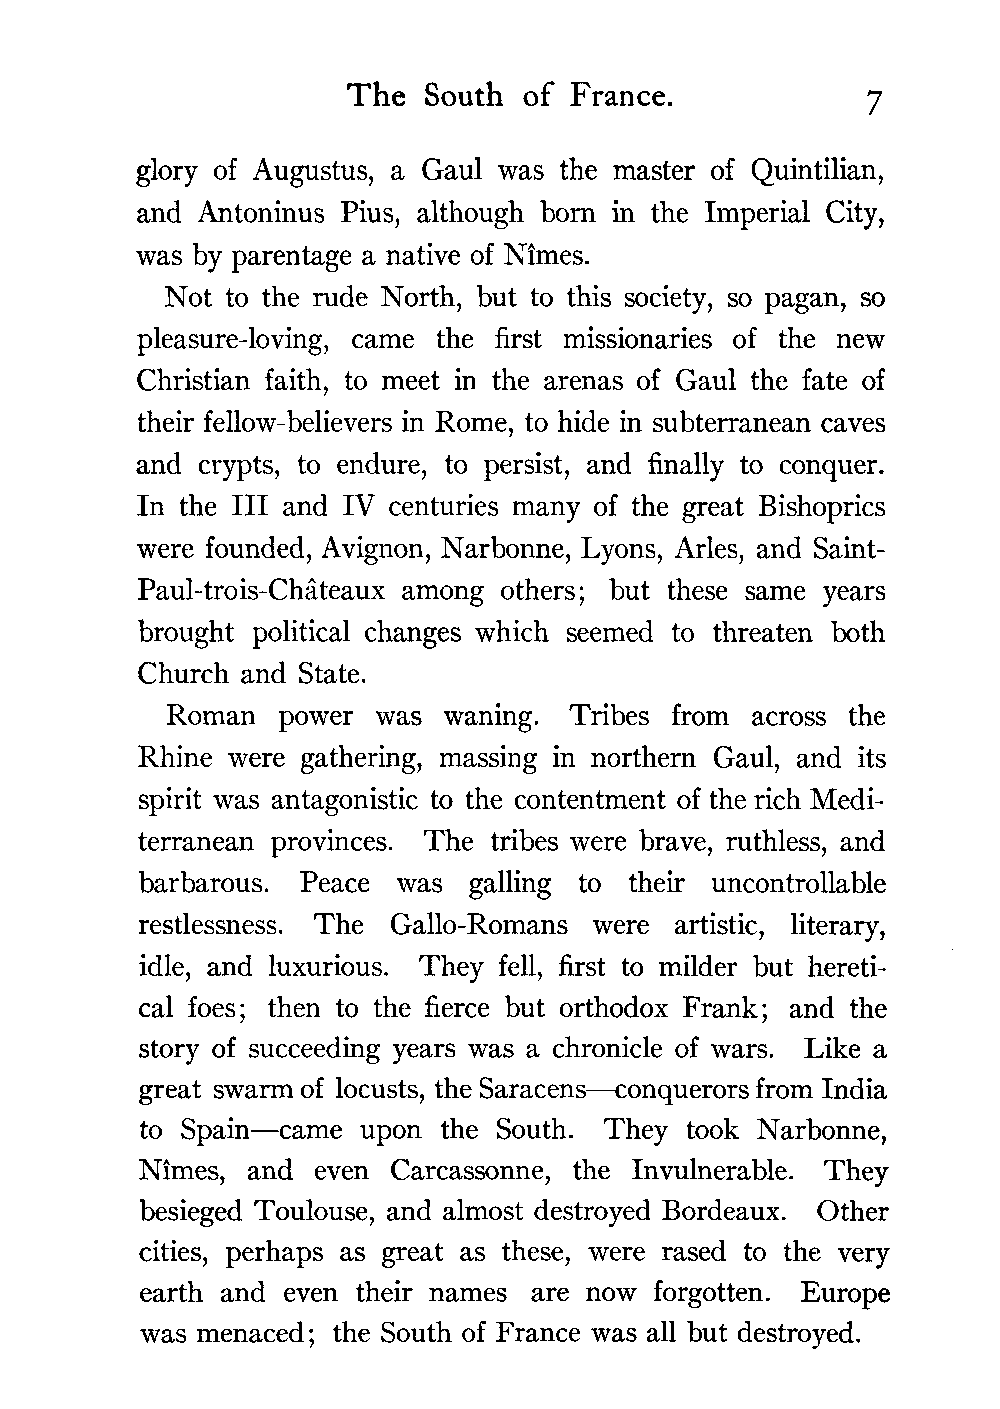 The South of France. 7
glory of Augustus, a Gaul was the master of Quintilian,
and Antoninus Pius, although born in the Imperial City,
was by parentage a native of Nîmes.
Not to the rude North, but to this society, so pagan, so
pleasure-loving, came the first missionaries of the new
Christian faith, to meet in the arenas of Gaul the fate of
their fellow-believers in Rome, to hide in subterranean caves
and crypts, to endure, to persist, and finally to conquer.
In the III and IV centuries many of the great Bishoprics
were founded, Avignon, Narbonne, Lyons, Arles, and Saint-
Paul-trois-Châteaux among others; but these same years
brought political changes which seemed to threaten both
Church and State.
Roman power was waning. Tribes from across the
Rhine were gathering, massing in northern Gaul, and its
spirit was antagonistic to the contentment of the rich Medi-
terranean provinces. The tribes were brave, ruthless, and
barbarous. Peace was galling to their uncontrollable
restlessness. The Gallo-Romans were artistic, literary,
idle, and luxurious. They fell, first to milder but hereti-
cal foes; then to the fierce but orthodox Frank; and the
story of succeeding years was a chronicle of wars. Like a
great swarm of locusts, the Saracens—conquerors from India
to Spain—came upon the South. They took Narbonne,
Nîmes, and even Carcassonne, the Invulnerable. They
besieged Toulouse, and almost destroyed Bordeaux. Other
cities, perhaps as great as these, were rased to the very
earth and even their names are now forgotten. Europe
was menaced; the South of France was all but destroyed.